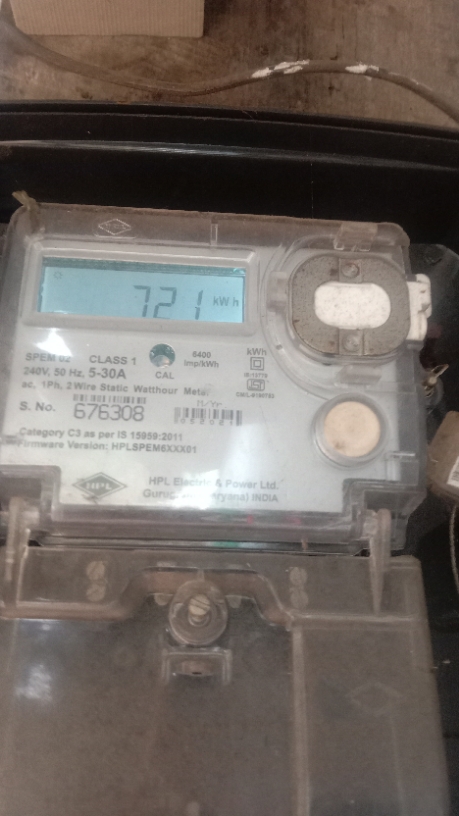 721 kWh
SPEM 02 CLASS 1
240V, 50 Hz, 5-30A
CAL
6400
imp/kWh
kWh
ac, 1Ph, 2 Wire Static Watthour Meter
S. No. 676308
Category C3 as per IS 15959:2011
Firmware Version: HPLSPEM6XXX01
HPL
HPL Electric & Power Ltd.
INDIA